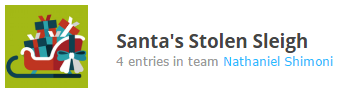 Santa's Stolen Sleigh
4 entries in team Nathaniel Shimoni